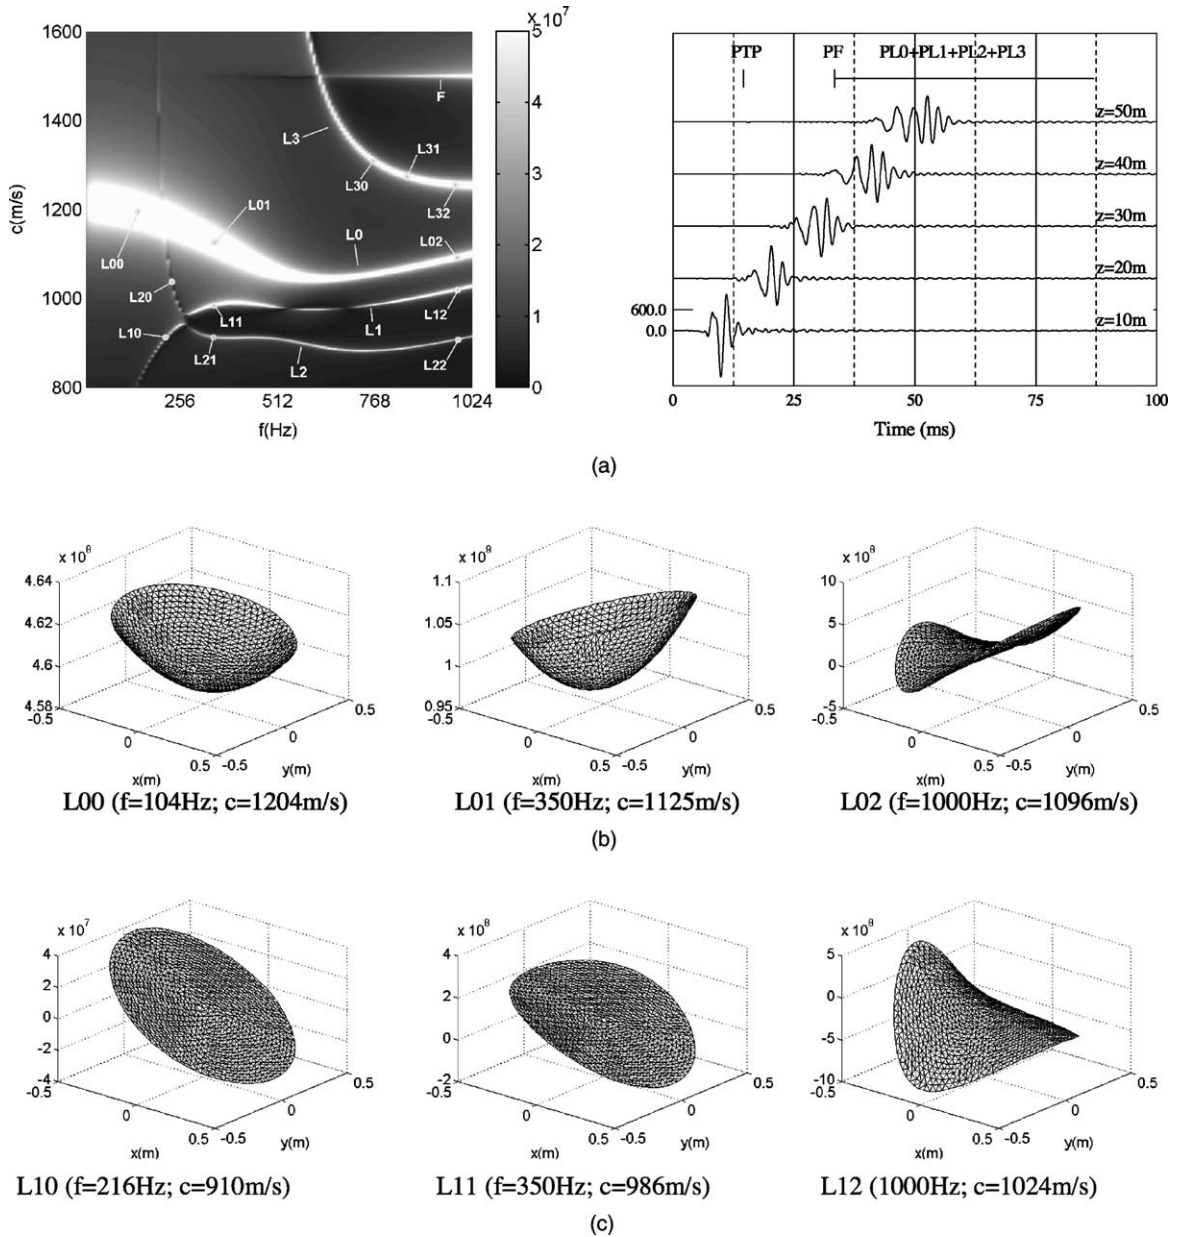 x 10^7
1600
1400
1200
1000
800
c(m/s)
256
512
768
1024
f(Hz)
5
4
3
2
1
0
F
L3
L31
L30
L32
L01
L00
L0
L02
L20
L10
L11
L21
L1
L12
L2
L22
PTP
PF
PL0+PL1+PL2+PL3
z=50m
z=40m
z=30m
z=20m
z=10m
600.0
0.0
0
25
50
75
100
Time (ms)
(a)
x 10^8
4.64
4.62
4.6
4.58
-0.5
0
0.5
-0.5
0
0.5
x(m)
y(m)
L00 (f=104Hz; c=1204m/s)
x 10^9
1.1
1.05
1
0.95
-0.5
0
0.5
-0.5
0
0.5
x(m)
y(m)
L01 (f=350Hz; c=1125m/s)
x 10^8
10
5
0
-5
-0.5
0
0.5
-0.5
0
0.5
x(m)
y(m)
L02 (f=1000Hz; c=1096m/s)
(b)
x 10^7
4
2
0
-2
-4
-0.5
0
0.5
-0.5
0
0.5
x(m)
y(m)
L10 (f=216Hz; c=910m/s)
x 10^8
4
2
0
-2
-0.5
0
0.5
-0.5
0
0.5
x(m)
y(m)
L11 (f=350Hz; c=986m/s)
x 10^8
5
0
-5
-10
-0.5
0
0.5
-0.5
0
0.5
x(m)
y(m)
L12 (1000Hz; c=1024m/s)
(c)